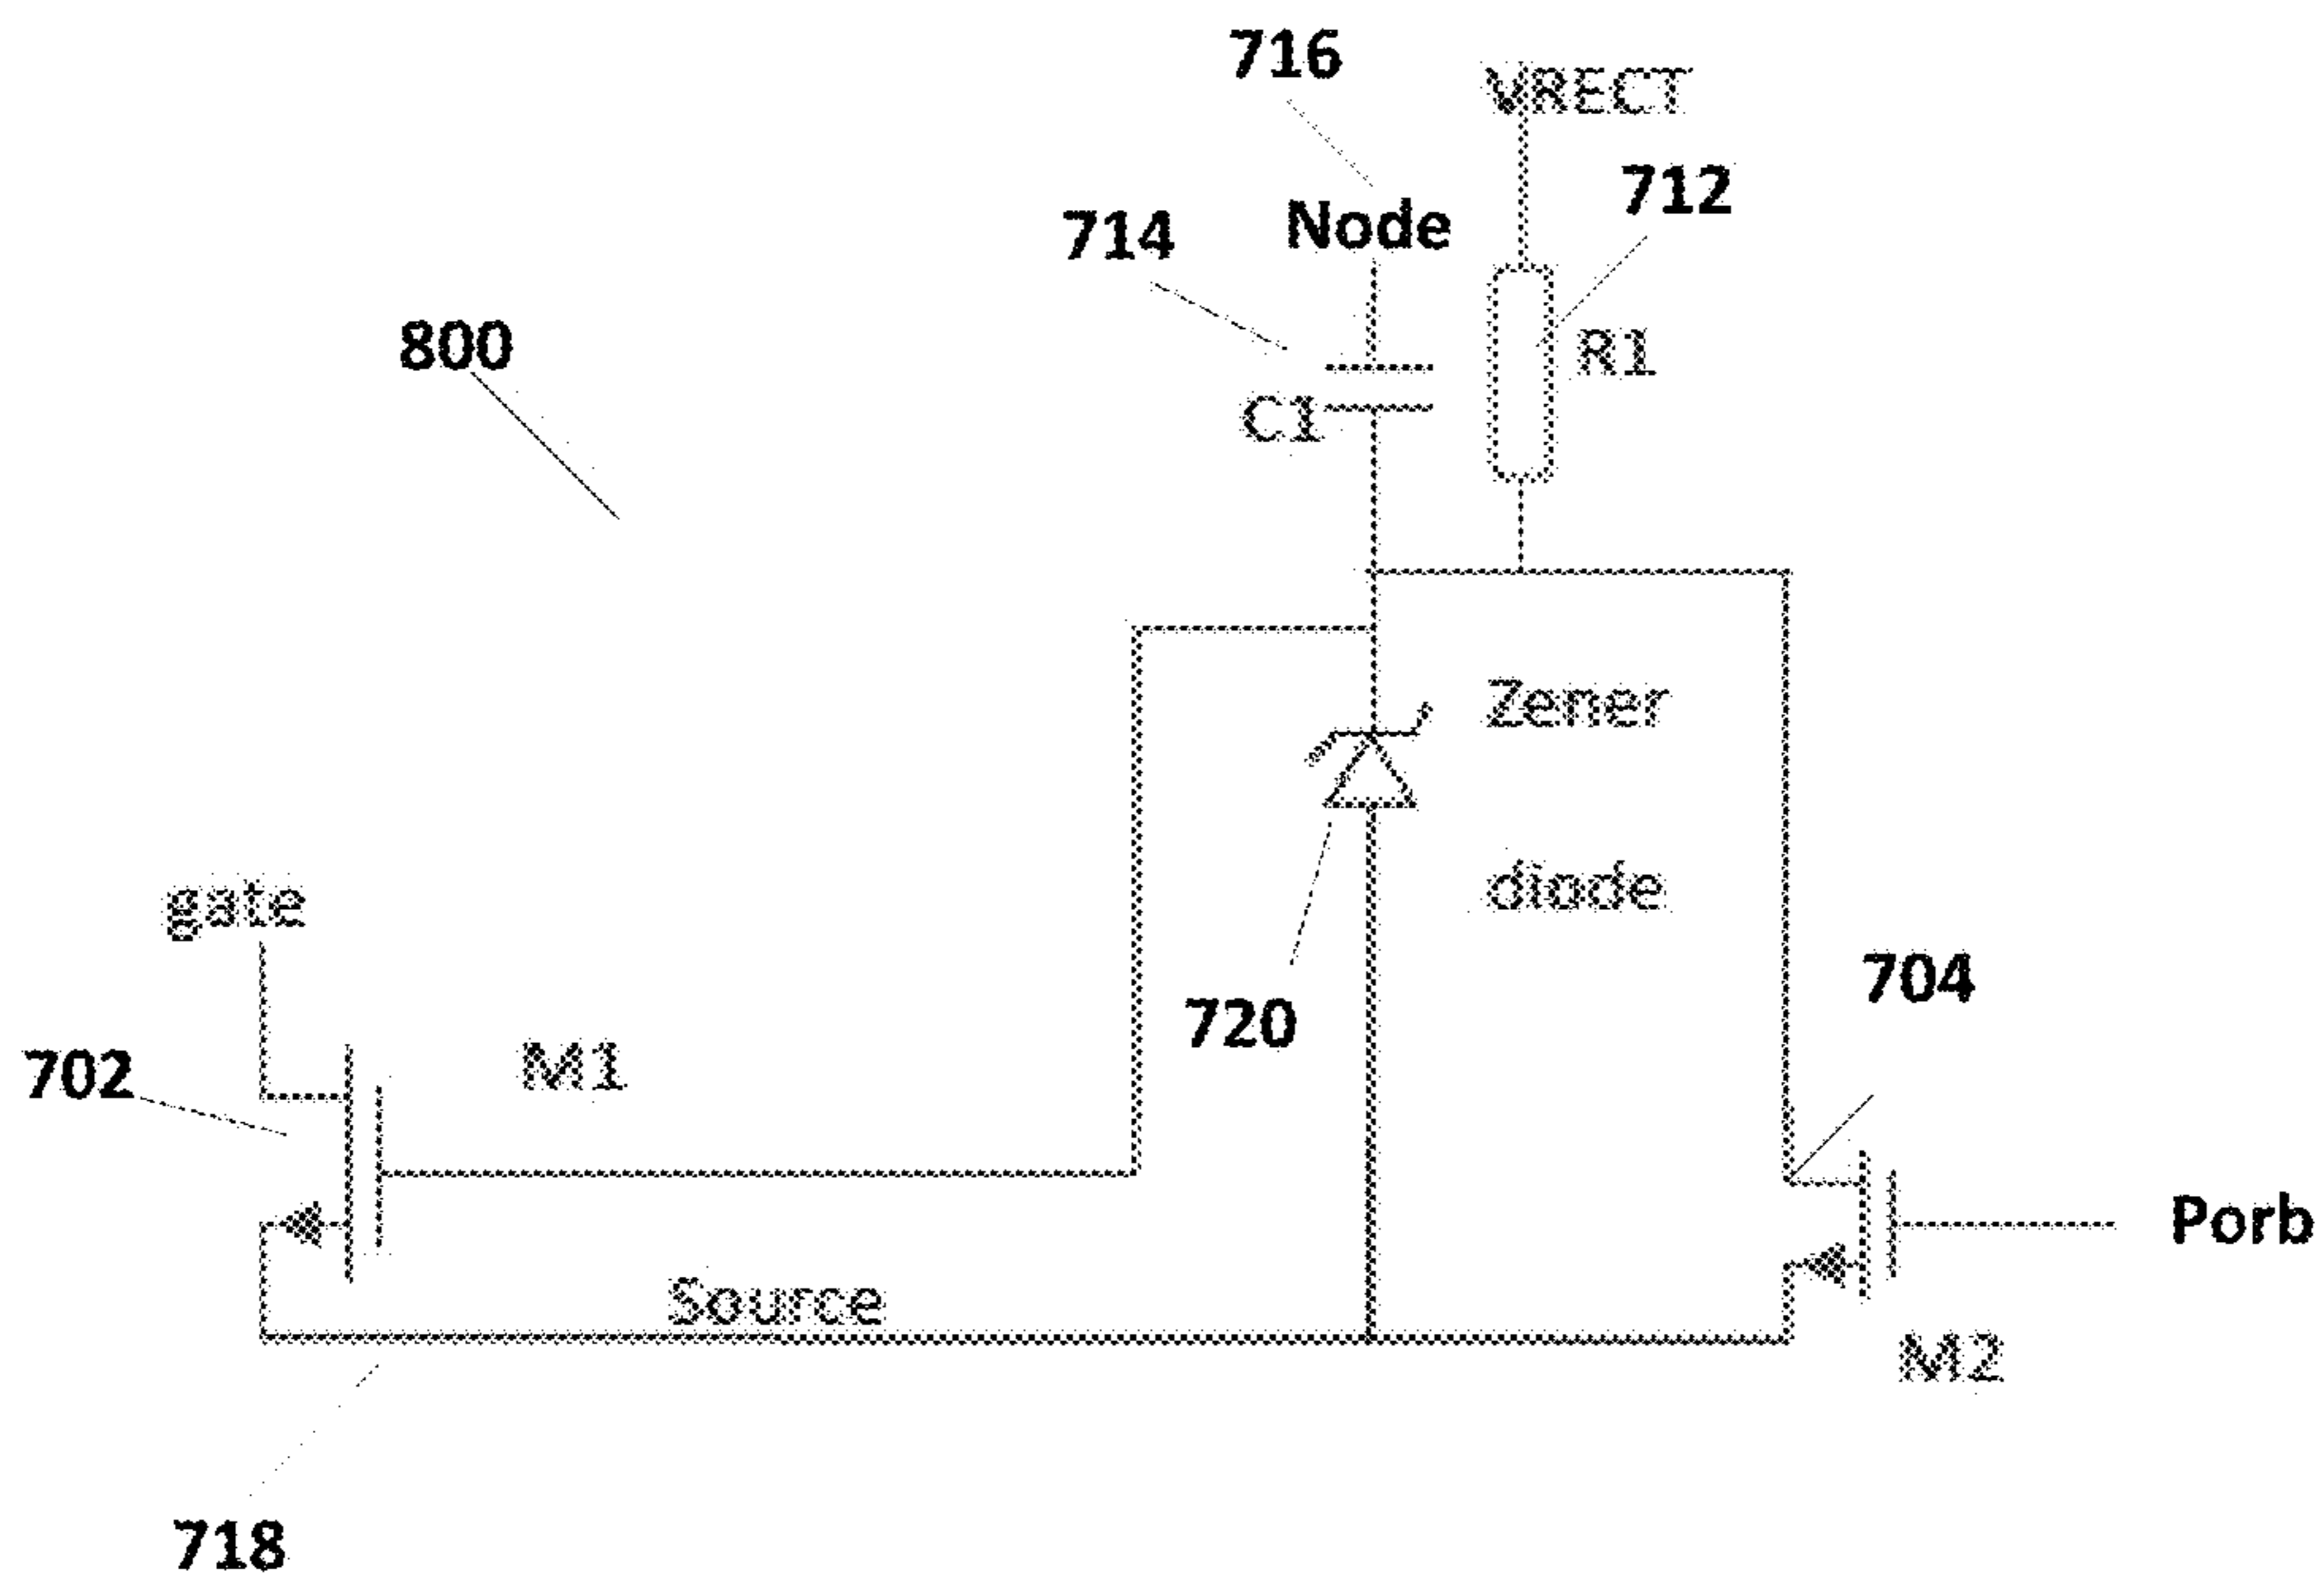 716
VRECT
712
714
Node
800
R1
C1
Zener
diode
gate
704
720
702
M1
Porb
Source
M2
718